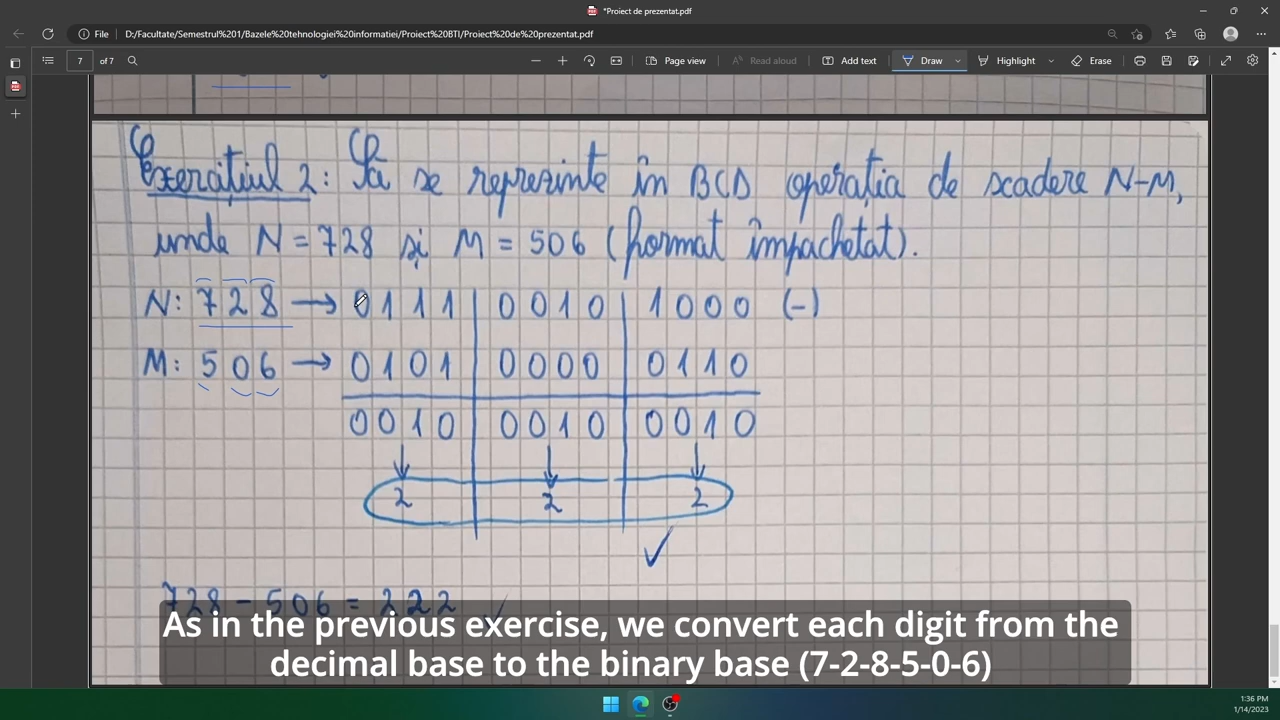 *Proiect de prezentat.pdf
File D:/Facultate/Semestrul%201/Bazele%20tehnologiei%20informatiei/Proiect%20BTI/Proiect%20de%20prezentat.pdf
7 of 7 Page view Read aloud Add text Draw Highlight Erase
Exercițiul 2: Să se reprezinte în BCD operația de scadere N-M,
unde N = 728 și M = 506 (format împachetat).
N: 728 → 0111 | 0010 | 1000 (-)
M: 506 → 0101 | 0000 | 0110
0010 | 0010 | 0010
2 2 2
✓
728 - 506 = 222 ✓
As in the previous exercise, we convert each digit from the
decimal base to the binary base (7-2-8-5-0-6)
1:36 PM
1/14/2023